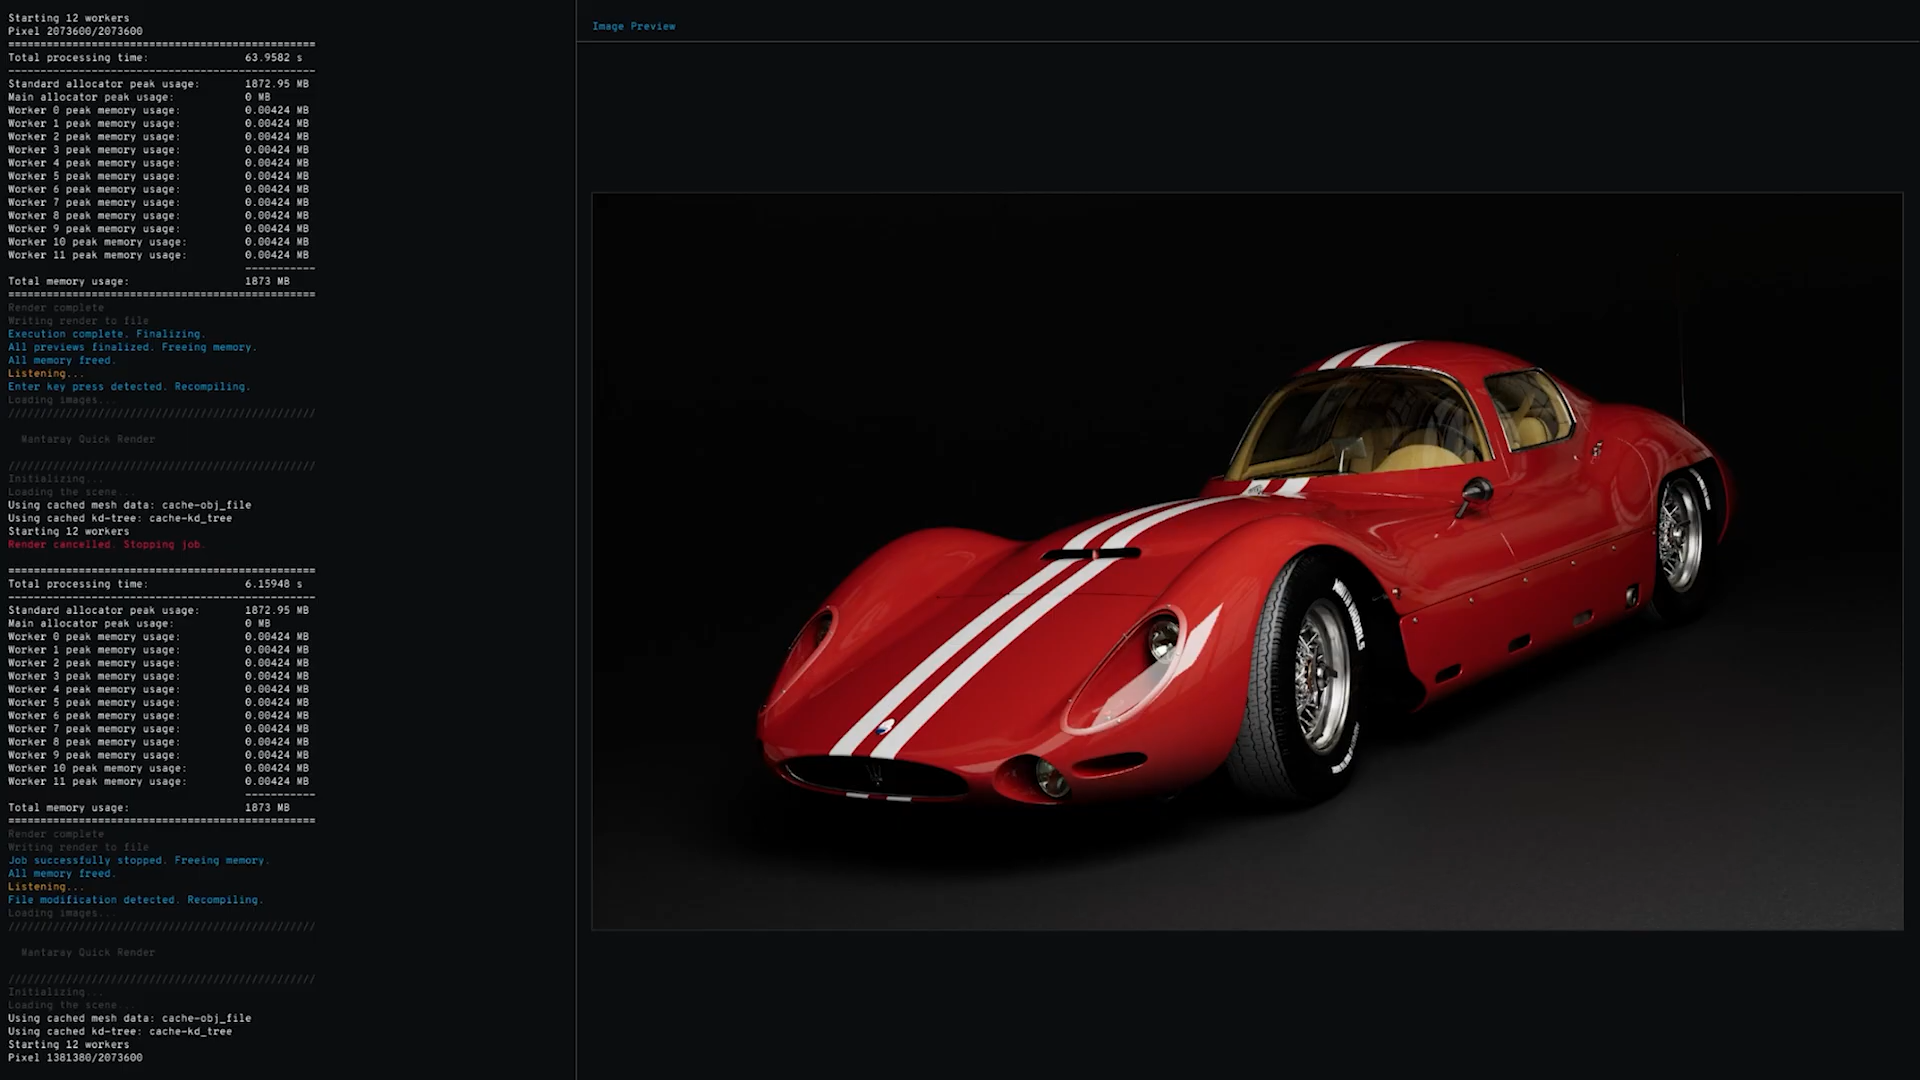 Starting 12 workers
Pixel 2073600/2073600
=================================================
Total processing time: 63.9582 s
-------------------------------------------------
Standard allocator peak usage: 1872.95 MB
Main allocator peak usage: 0 MB
Worker 0 peak memory usage: 0.00424 MB
Worker 1 peak memory usage: 0.00424 MB
Worker 2 peak memory usage: 0.00424 MB
Worker 3 peak memory usage: 0.00424 MB
Worker 4 peak memory usage: 0.00424 MB
Worker 5 peak memory usage: 0.00424 MB
Worker 6 peak memory usage: 0.00424 MB
Worker 7 peak memory usage: 0.00424 MB
Worker 8 peak memory usage: 0.00424 MB
Worker 9 peak memory usage: 0.00424 MB
Worker 10 peak memory usage: 0.00424 MB
Worker 11 peak memory usage: 0.00424 MB
-----------
Total memory usage: 1873 MB
=================================================
Render complete
Writing render to file
Execution complete. Finalizing.
All previews finalized. Freeing memory.
All memory freed.
Listening...
Enter key press detected. Recompiling.
Loading images...
/////////////////////////////////////////////////
Mantaray Quick Render
/////////////////////////////////////////////////
Initializing...
Loading the scene...
Using cached mesh data: cache-obj_file
Using cached kd-tree: cache-kd_tree
Starting 12 workers
Render cancelled. Stopping job.
=================================================
Total processing time: 6.15948 s
-------------------------------------------------
Standard allocator peak usage: 1872.95 MB
Main allocator peak usage: 0 MB
Worker 0 peak memory usage: 0.00424 MB
Worker 1 peak memory usage: 0.00424 MB
Worker 2 peak memory usage: 0.00424 MB
Worker 3 peak memory usage: 0.00424 MB
Worker 4 peak memory usage: 0.00424 MB
Worker 5 peak memory usage: 0.00424 MB
Worker 6 peak memory usage: 0.00424 MB
Worker 7 peak memory usage: 0.00424 MB
Worker 8 peak memory usage: 0.00424 MB
Worker 9 peak memory usage: 0.00424 MB
Worker 10 peak memory usage: 0.00424 MB
Worker 11 peak memory usage: 0.00424 MB
-----------
Total memory usage: 1873 MB
=================================================
Render complete
Writing render to file
Job successfully stopped. Freeing memory.
All memory freed.
Listening...
File modification detected. Recompiling.
Loading images...
/////////////////////////////////////////////////
Mantaray Quick Render
/////////////////////////////////////////////////
Initializing...
Loading the scene...
Using cached mesh data: cache-obj_file
Using cached kd-tree: cache-kd_tree
Starting 12 workers
Pixel 1381380/2073600
Image Preview